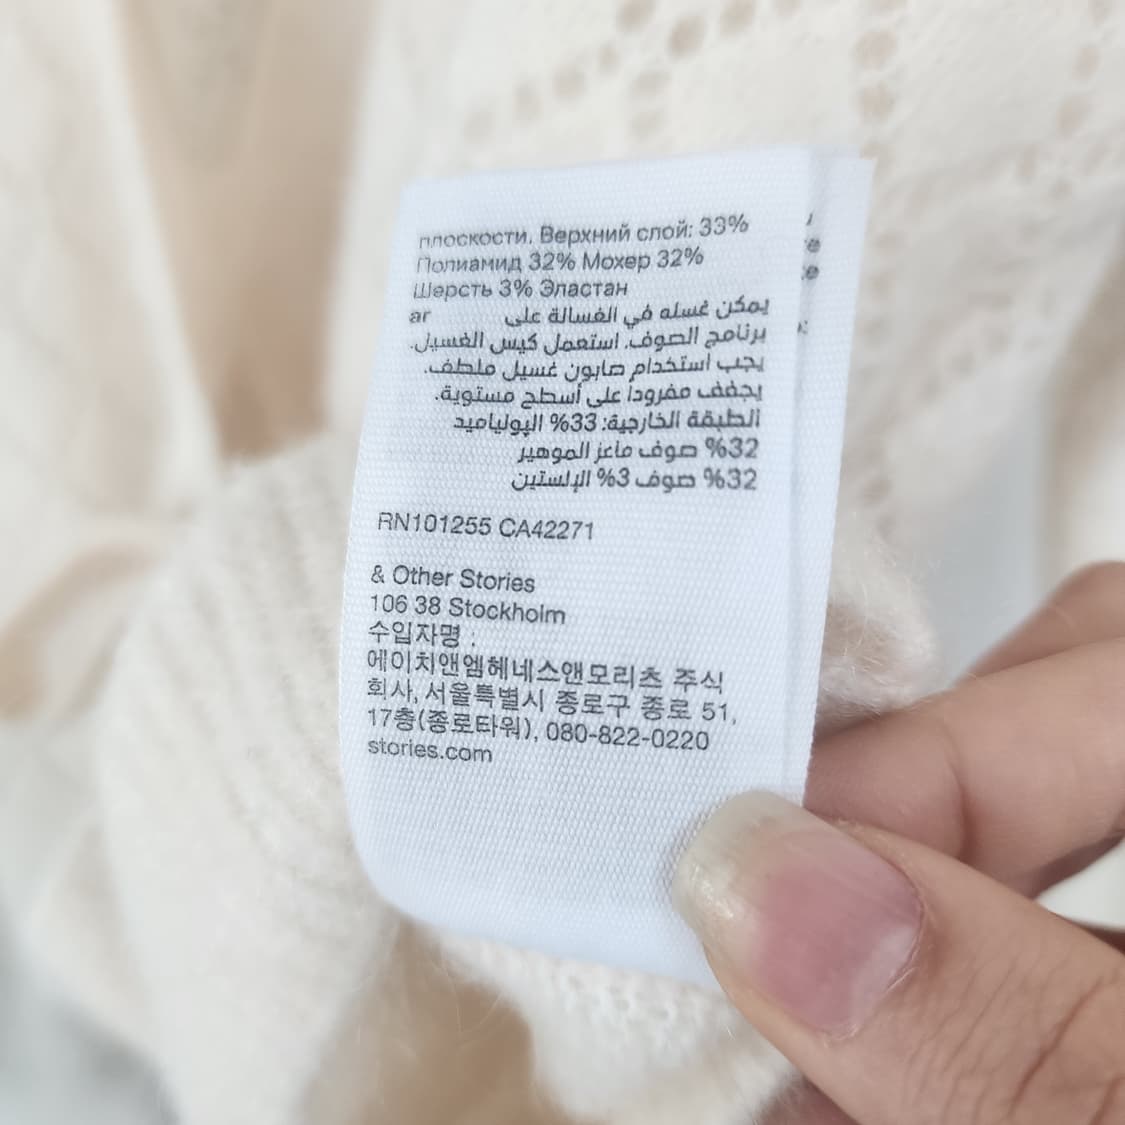 плоскости. Верхний слой: 33%
Полиамид 32% Мохер 32%
Шерсть 3% Эластан
ar يمكن غسله في الغسالة على
برنامج الصوف. استعمل كيس الغسيل.
يجب استخدام صابون غسيل ملطف.
يجفف مفروداً على أسطح مستوية.
الطبقة الخارجية: 33% البولياميد
32% صوف ماعز الموهير
32% صوف 3% الإلستين
RN101255 CA42271
& Other Stories
106 38 Stockholm
수입자명 :
에이치앤엠헤네스앤모리츠 주식
회사, 서울특별시 종로구 종로 51,
17층(종로타워), 080-822-0220
stories.com